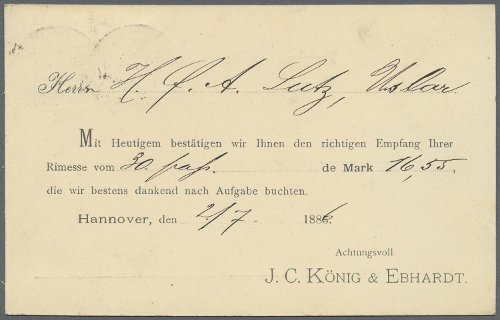 Herrn H. F. A. Lutz, Uslar
Mit Heutigem bestätigen wir Ihnen den richtigen Empfang Ihrer
Rimesse vom 30. pass. de Mark 16,55.
die wir bestens dankend nach Aufgabe buchten.
Hannover, den 2/7. 1886.
Achtungsvoll
J. C. König & Ebhardt.